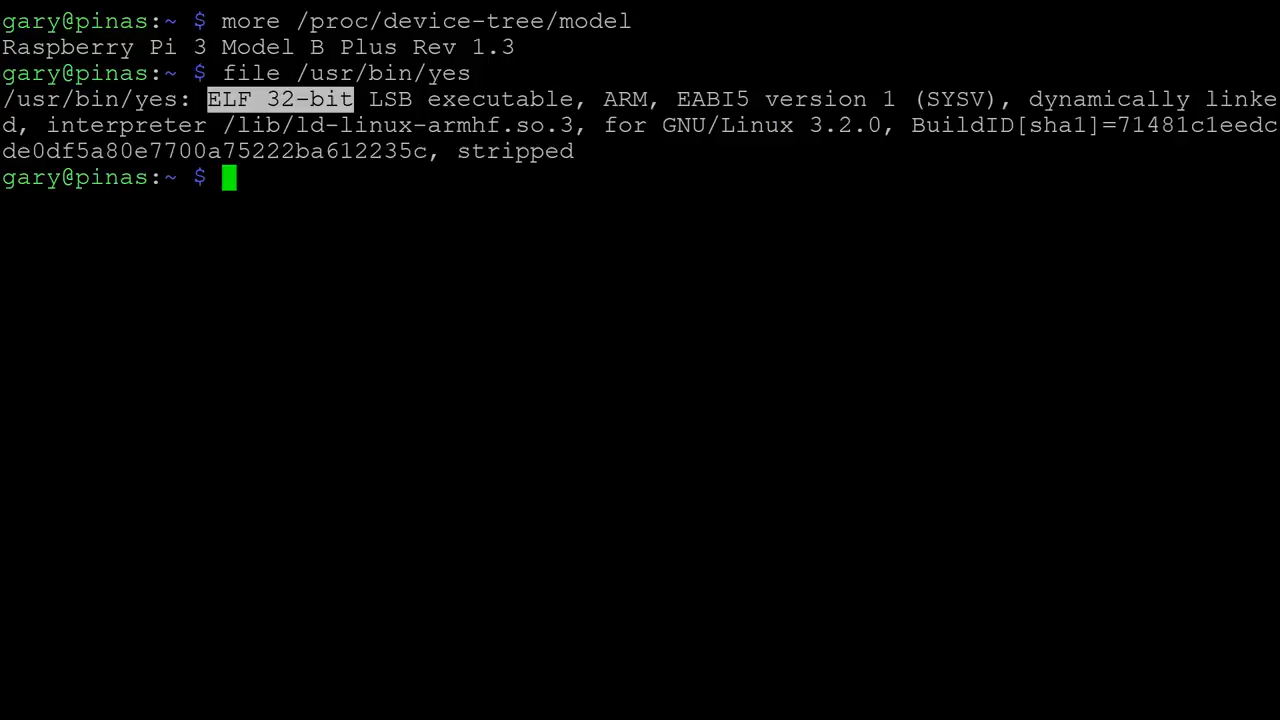 gary@pinas:~ $ more /proc/device-tree/model
Raspberry Pi 3 Model B Plus Rev 1.3
gary@pinas:~ $ file /usr/bin/yes
/usr/bin/yes: ELF 32-bit LSB executable, ARM, EABI5 version 1 (SYSV), dynamically linke
d, interpreter /lib/ld-linux-armhf.so.3, for GNU/Linux 3.2.0, BuildID[sha1]=71481c1eedc
de0df5a80e7700a75222ba612235c, stripped
gary@pinas:~ $